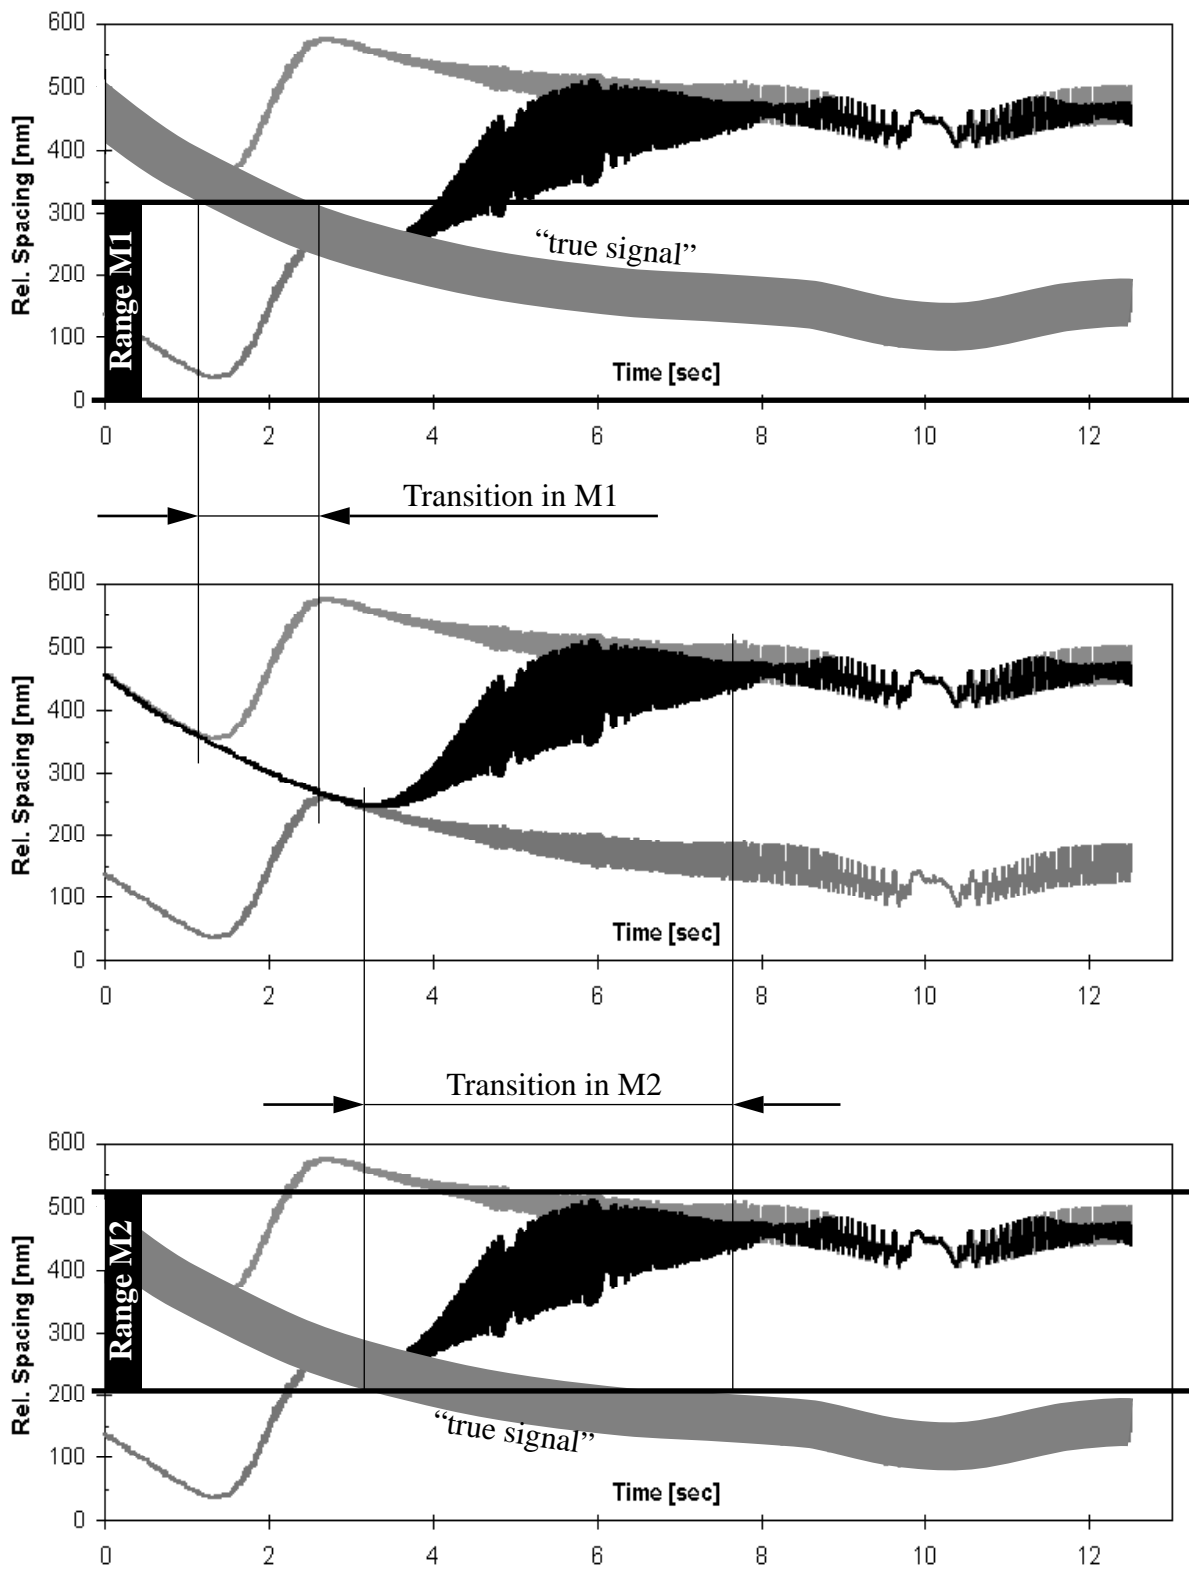 600
500
400
300
200
100
0
Rel. Spacing [nm]
Range M1
“true signal”
Time [sec]
0 2 4 6 8 10 12
Transition in M1
600
500
400
300
200
100
0
Rel. Spacing [nm]
Time [sec]
0 2 4 6 8 10 12
Transition in M2
600
500
400
300
200
100
0
Rel. Spacing [nm]
Range M2
“true signal”
Time [sec]
0 2 4 6 8 10 12